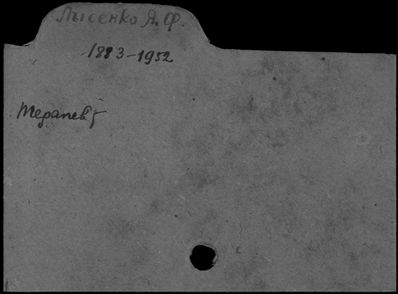 Лысенко Я. Ф.
1883-1952
Терапевт